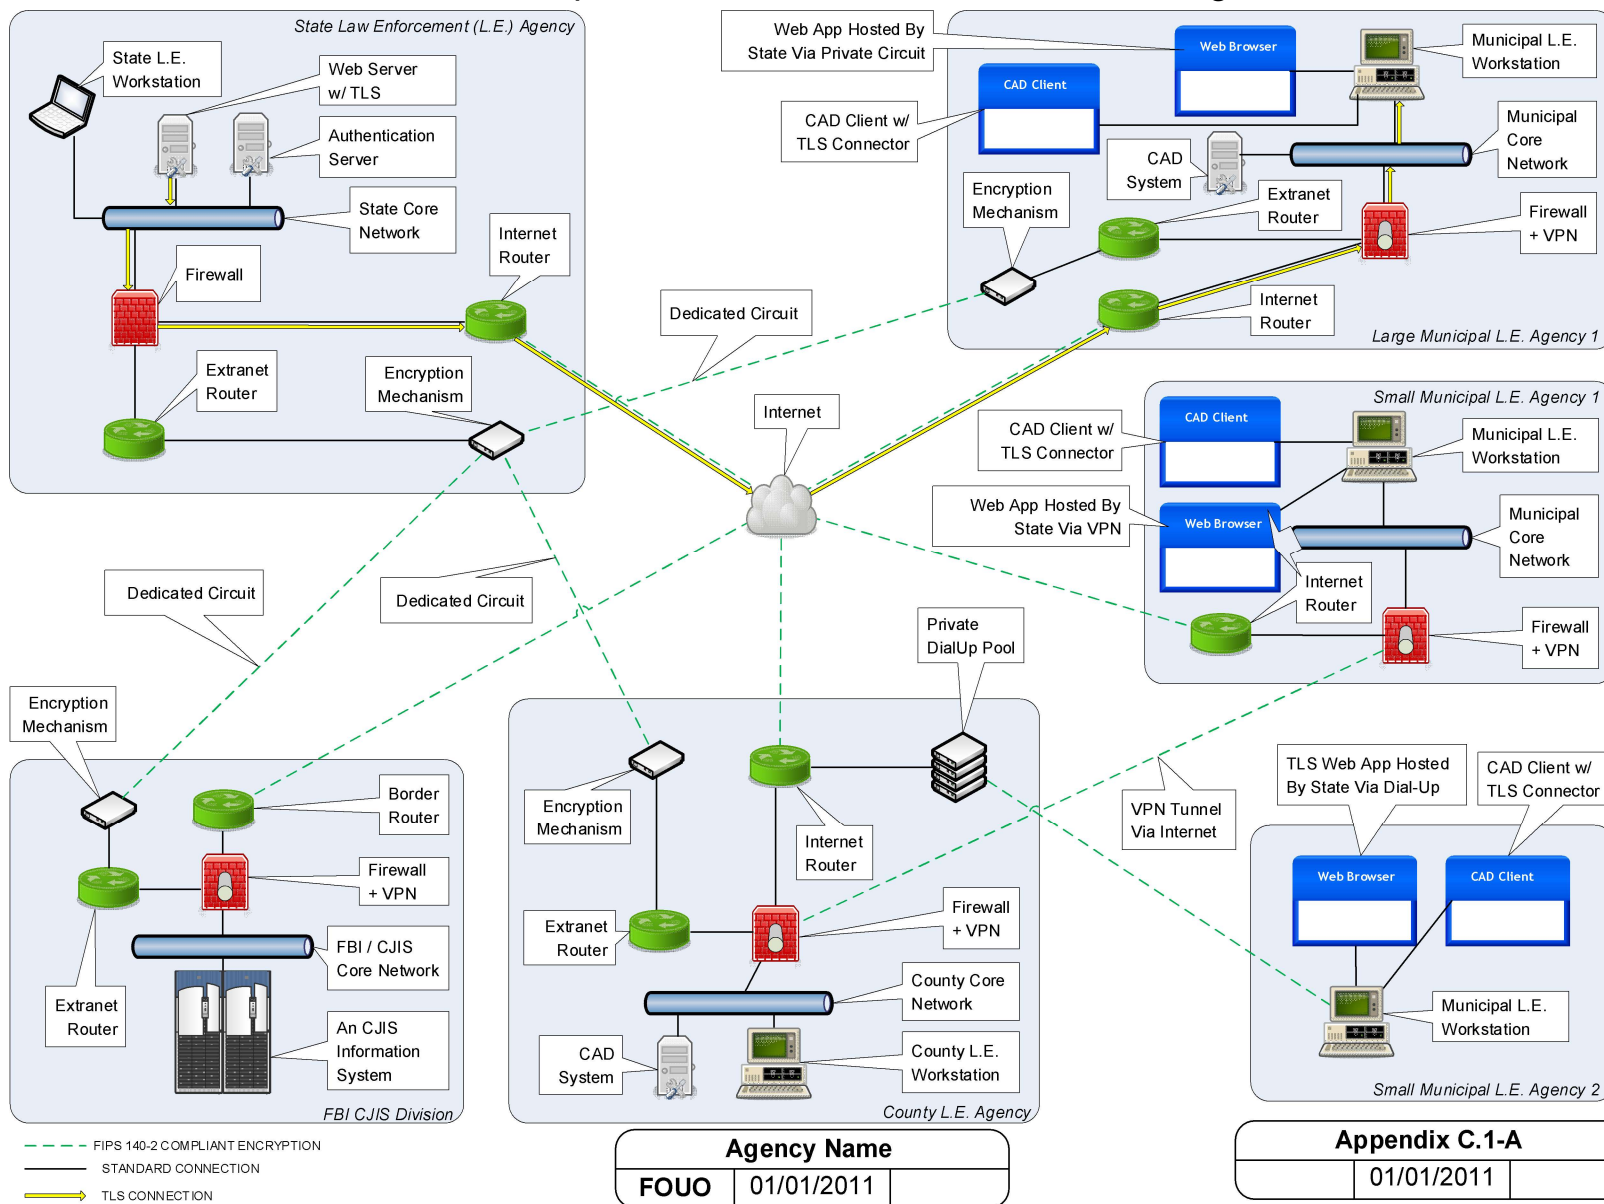 State Law Enforcement (L.E.) Agency
State L.E.
Workstation
Web Server
w/ TLS
Authentication
Server
State Core
Network
Firewall
Internet
Router
Extranet
Router
Encryption
Mechanism
Dedicated Circuit
Internet
Web App Hosted By
State Via Private Circuit
Web Browser
Municipal L.E.
Workstation
CAD Client
CAD Client w/
TLS Connector
CAD
System
Municipal
Core
Network
Encryption
Mechanism
Extranet
Router
Firewall
+ VPN
Internet
Router
Large Municipal L.E. Agency 1
Small Municipal L.E. Agency 1
CAD Client
CAD Client w/
TLS Connector
Municipal L.E.
Workstation
Web App Hosted By
State Via VPN
Web Browser
Municipal
Core
Network
Internet
Router
Firewall
+ VPN
Dedicated Circuit
Dedicated Circuit
Private
DialUp Pool
Encryption
Mechanism
Border
Router
Firewall
+ VPN
FBI / CJIS
Core Network
Extranet
Router
An CJIS
Information
System
FBI CJIS Division
Encryption
Mechanism
Internet
Router
Extranet
Router
Firewall
+ VPN
County Core
Network
CAD
System
County L.E.
Workstation
County L.E. Agency
VPN Tunnel
Via Internet
TLS Web App Hosted
By State Via Dial-Up
CAD Client w/
TLS Connector
Web Browser
CAD Client
Municipal L.E.
Workstation
Small Municipal L.E. Agency 2
FIPS 140-2 COMPLIANT ENCRYPTION
STANDARD CONNECTION
TLS CONNECTION
Agency Name
FOUO
01/01/2011
Appendix C.1-A
01/01/2011